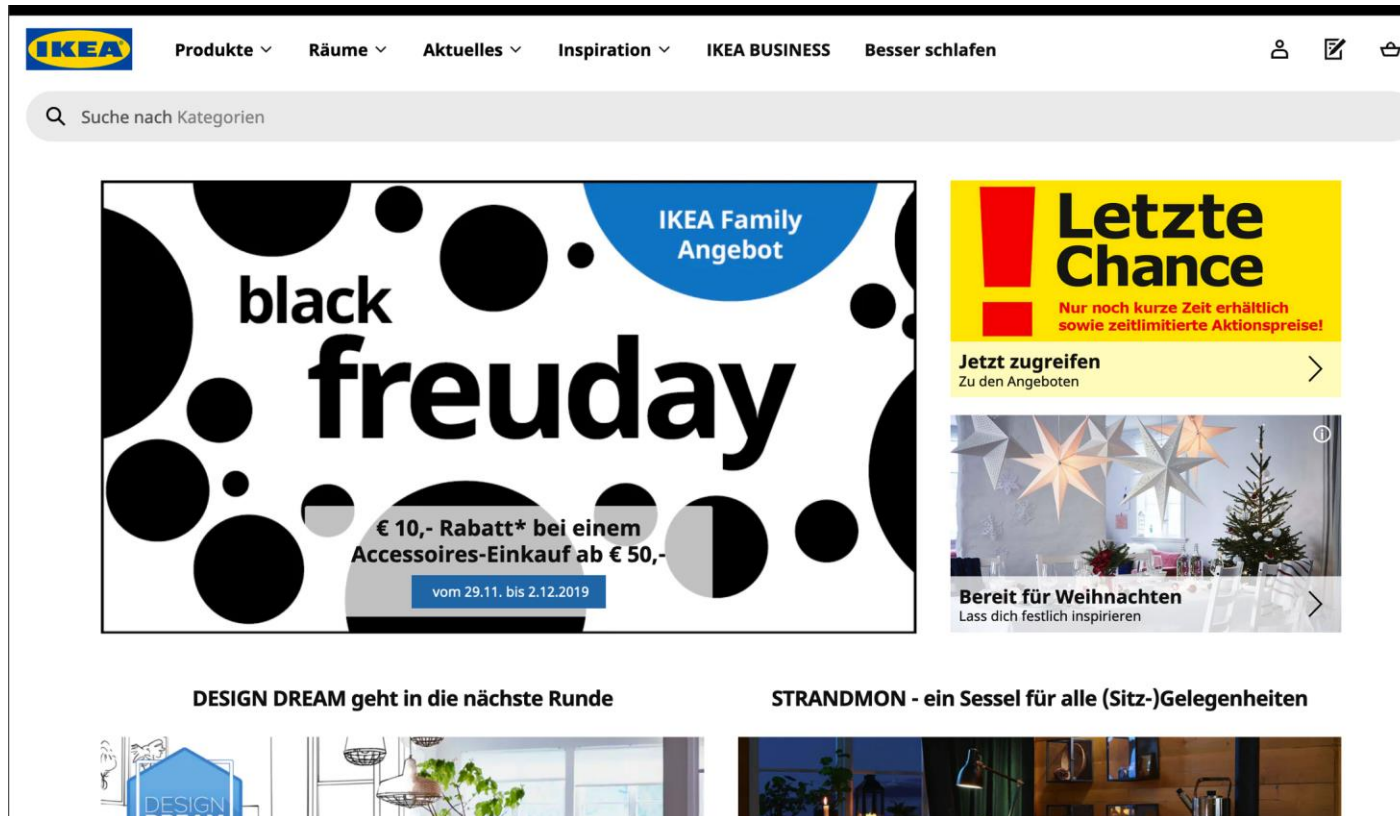 IKEA
Produkte
Räume
Aktuelles
Inspiration
IKEA BUSINESS
Besser schlafen
Suche nach Kategorien
IKEA Family
Angebot
black
freuday
€ 10,- Rabatt* bei einem
Accessoires-Einkauf ab € 50,-
vom 29.11. bis 2.12.2019
! Letzte
Chance
Nur noch kurze Zeit erhältlich
sowie zeitlimitierte Aktionspreise!
Jetzt zugreifen
Zu den Angeboten
Bereit für Weihnachten
Lass dich festlich inspirieren
DESIGN DREAM geht in die nächste Runde
STRANDMON - ein Sessel für alle (Sitz-)Gelegenheiten
DESIGN
DREAM